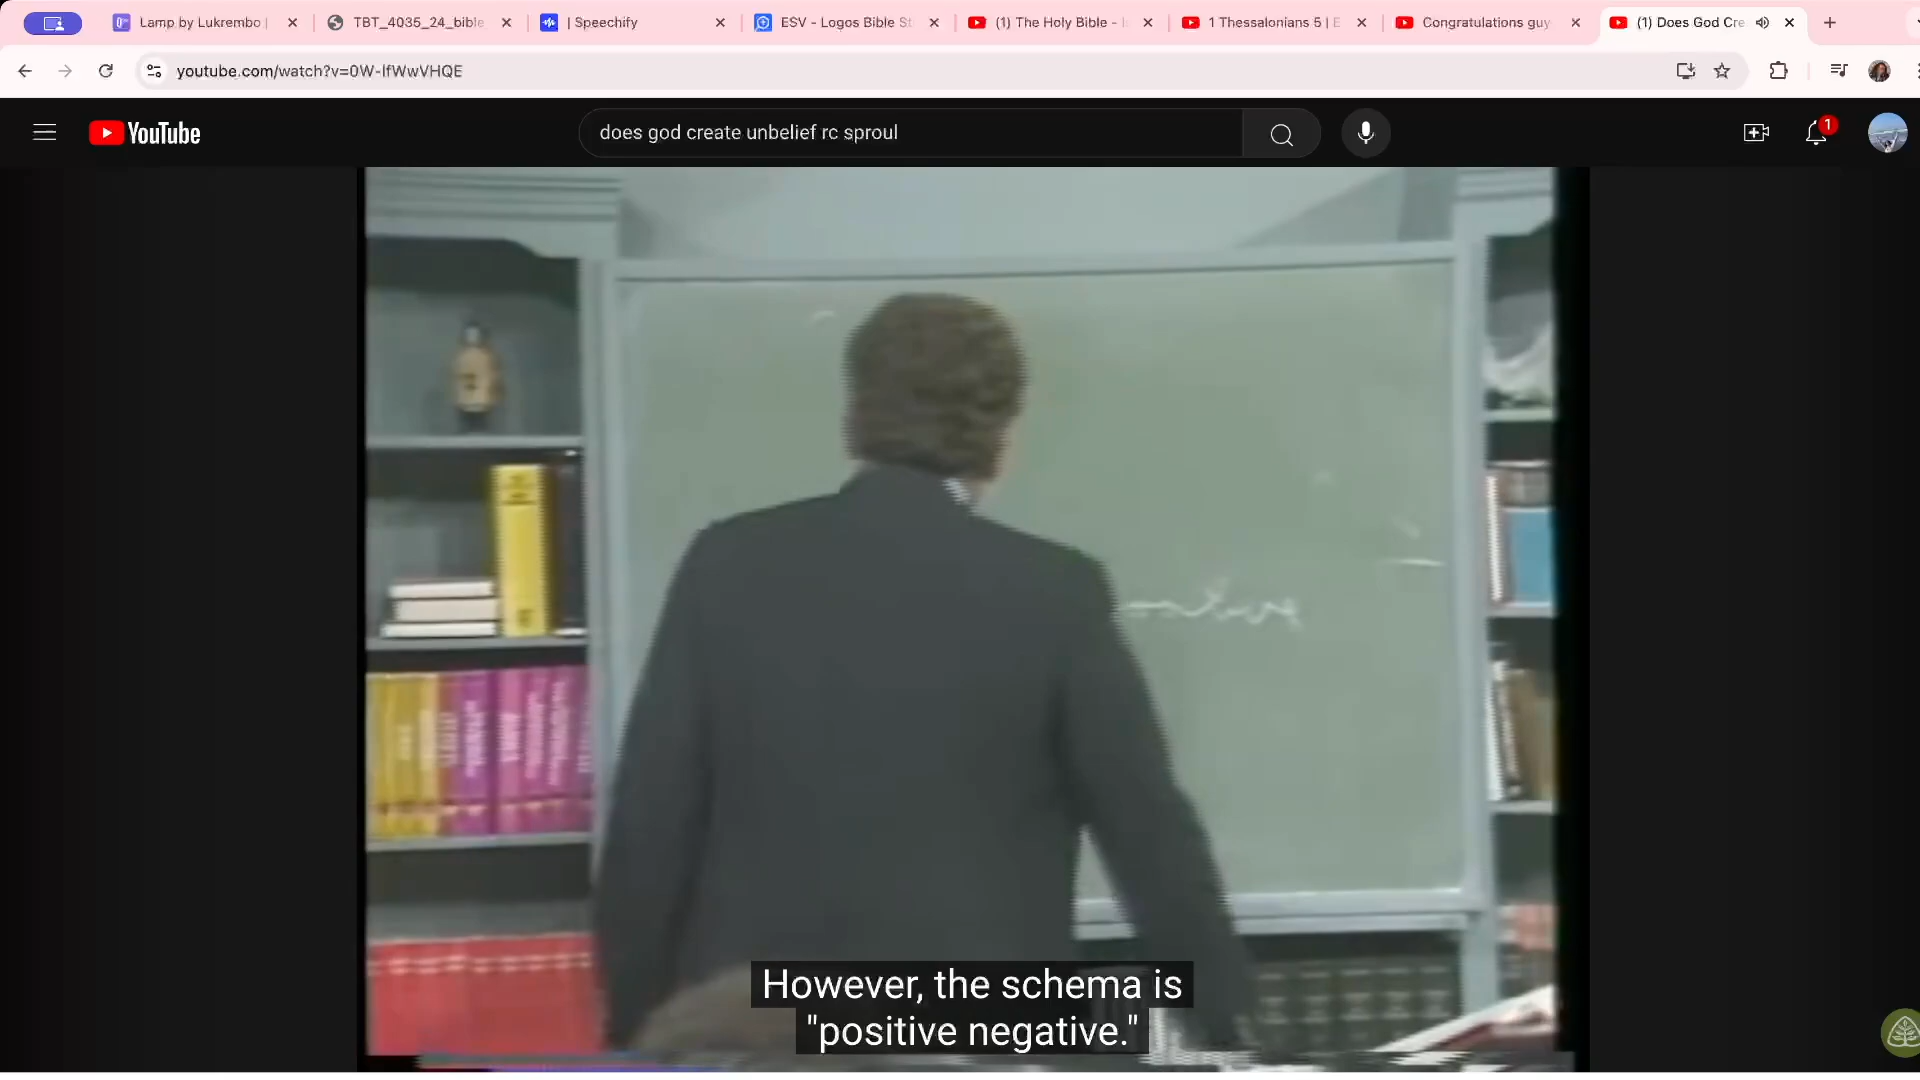 Lamp by Lukrembo |
TBT_4035_24_bible
| Speechify
ESV - Logos Bible St
(1) The Holy Bible -
1 Thessalonians 5 | E
Congratulations guy
(1) Does God Cre
youtube.com/watch?v=0W-lfWwVHQE
YouTube
does god create unbelief rc sproul
1
However, the schema is
"positive negative."